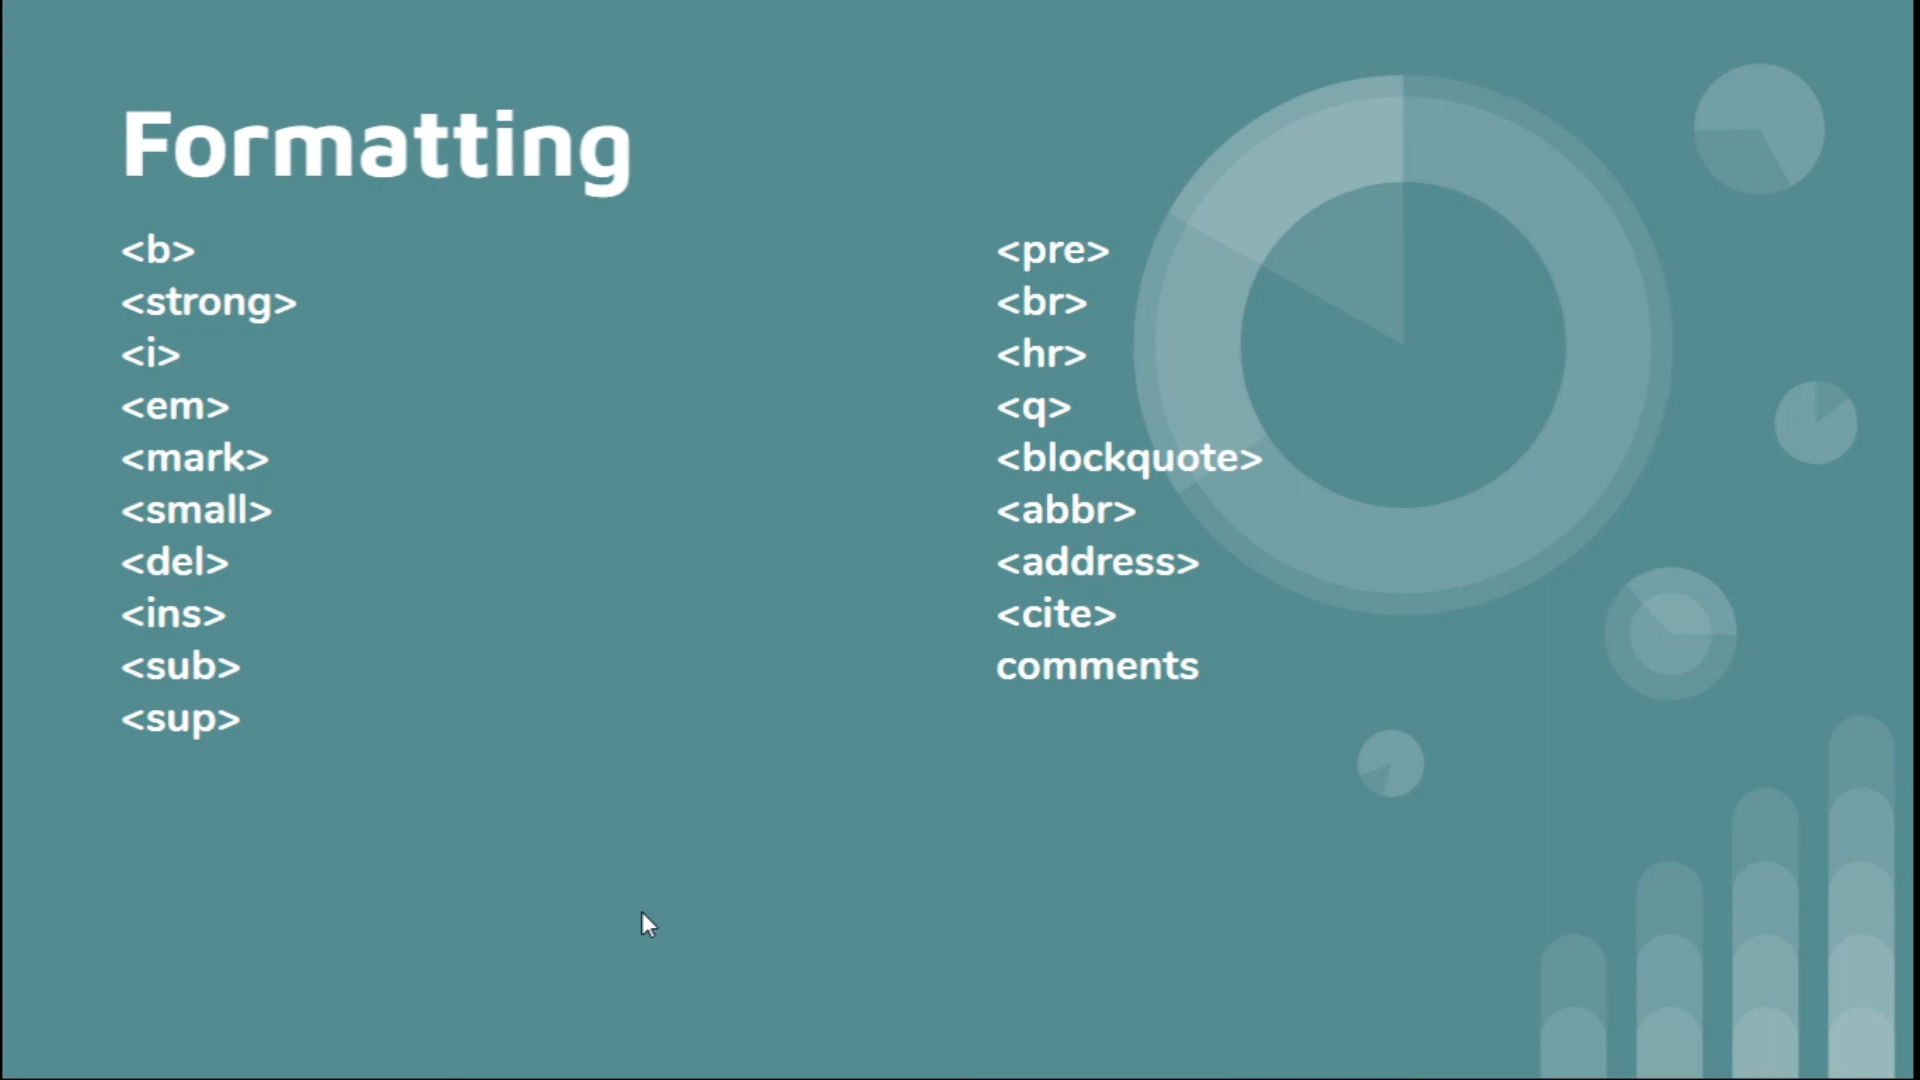 Formatting
<b>
<strong>
<i>
<em>
<mark>
<small>
<del>
<ins>
<sub>
<sup>
<pre>
<br>
<hr>
<q>
<blockquote>
<abbr>
<address>
<cite>
comments